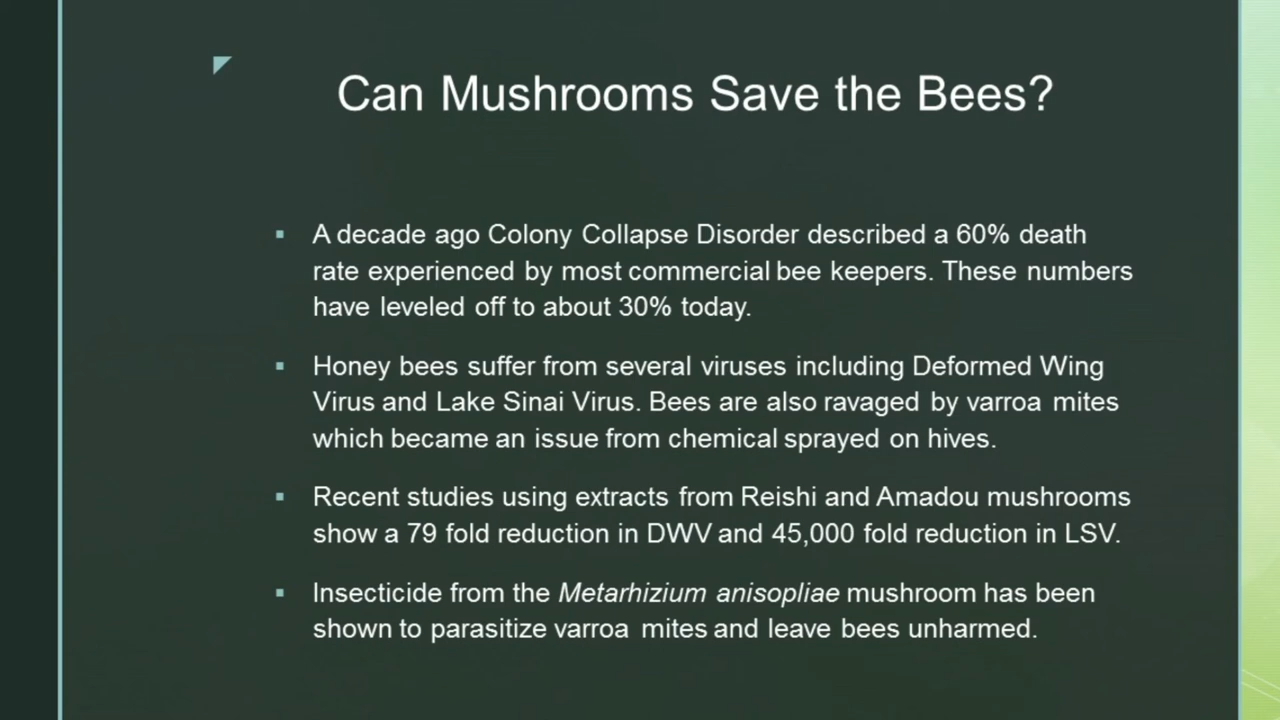 Can Mushrooms Save the Bees?
A decade ago Colony Collapse Disorder described a 60% death
rate experienced by most commercial bee keepers. These numbers
have leveled off to about 30% today.
Honey bees suffer from several viruses including Deformed Wing
Virus and Lake Sinai Virus. Bees are also ravaged by varroa mites
which became an issue from chemical sprayed on hives.
Recent studies using extracts from Reishi and Amadou mushrooms
show a 79 fold reduction in DWV and 45,000 fold reduction in LSV.
Insecticide from the Metarhizium anisopliae mushroom has been
shown to parasitize varroa mites and leave bees unharmed.